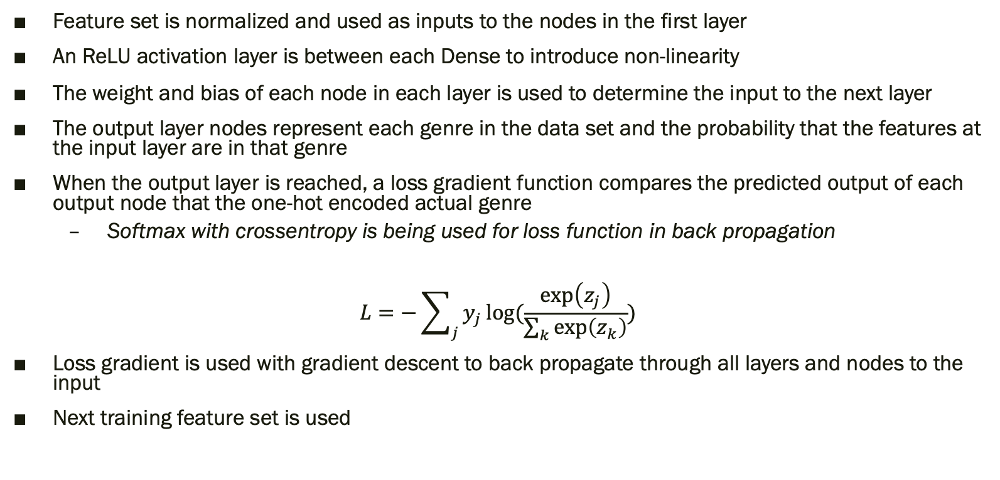 ■ Feature set is normalized and used as inputs to the nodes in the first layer
■ An ReLU activation layer is between each Dense to introduce non-linearity
■ The weight and bias of each node in each layer is used to determine the input to the next layer
■ The output layer nodes represent each genre in the data set and the probability that the features at
the input layer are in that genre
■ When the output layer is reached, a loss gradient function compares the predicted output of each
output node that the one-hot encoded actual genre
– Softmax with crossentropy is being used for loss function in back propagation
L = − ∑_j y_j log( exp(z_j) / ∑_k exp(z_k) )
■ Loss gradient is used with gradient descent to back propagate through all layers and nodes to the
input
■ Next training feature set is used